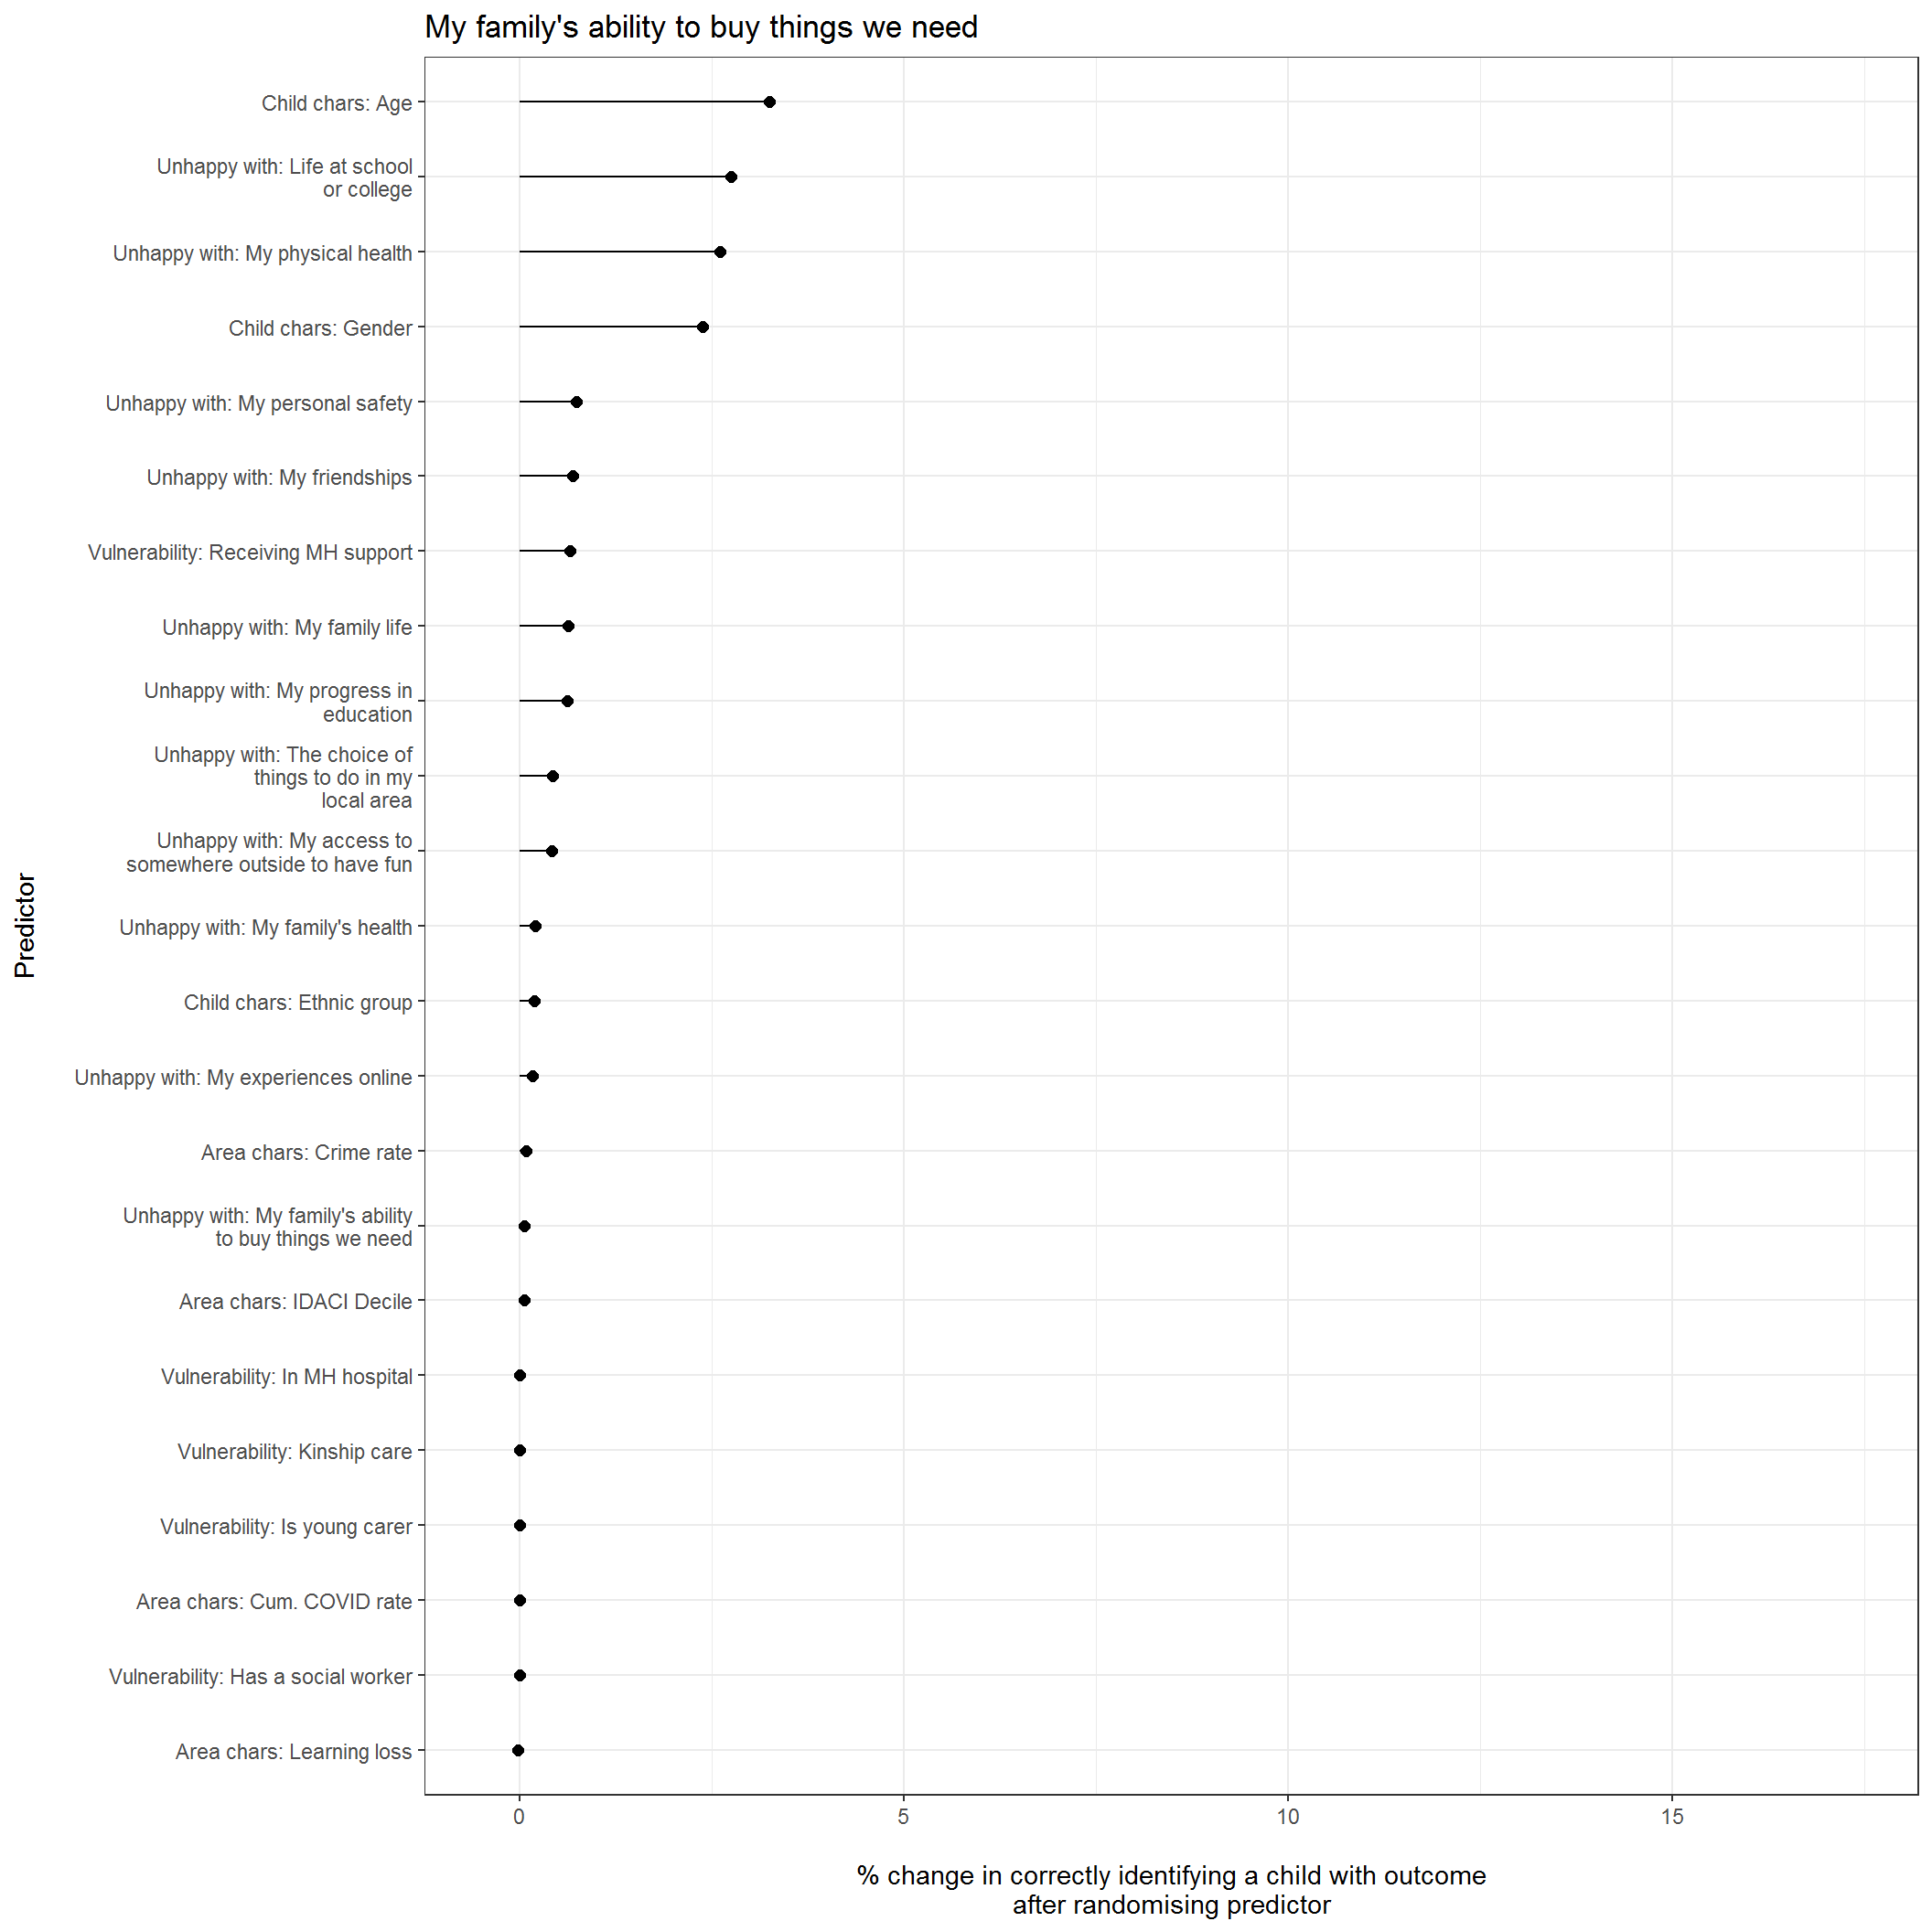 My family's ability to buy things we need
Child chars: Age
Unhappy with: Life at school
or college
Unhappy with: My physical health
Child chars: Gender
Unhappy with: My personal safety
Unhappy with: My friendships
Vulnerability: Receiving MH support
Unhappy with: My family life
Unhappy with: My progress in
education
Unhappy with: The choice of
things to do in my
local area
Unhappy with: My access to
somewhere outside to have fun
Unhappy with: My family's health
Child chars: Ethnic group
Unhappy with: My experiences online
Area chars: Crime rate
Unhappy with: My family's ability
to buy things we need
Area chars: IDACI Decile
Vulnerability: In MH hospital
Vulnerability: Kinship care
Vulnerability: Is young carer
Area chars: Cum. COVID rate
Vulnerability: Has a social worker
Area chars: Learning loss
Predictor
0 5 10 15
% change in correctly identifying a child with outcome
after randomising predictor